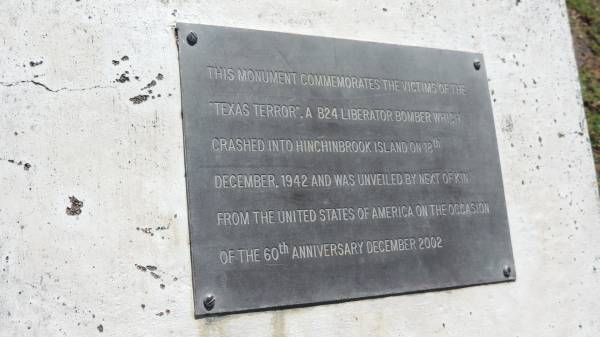 THIS MONUMENT COMMEMORATES THE VICTIMS OF THE
"TEXAS TERROR", A B24 LIBERATOR BOMBER WHICH
CRASHED INTO HINCHINBROOK ISLAND ON 18th
DECEMBER, 1942 AND WAS UNVEILED BY NEXT OF KIN
FROM THE UNITED STATES OF AMERICA ON THE OCCASION
OF THE 60th ANNIVERSARY DECEMBER 2002